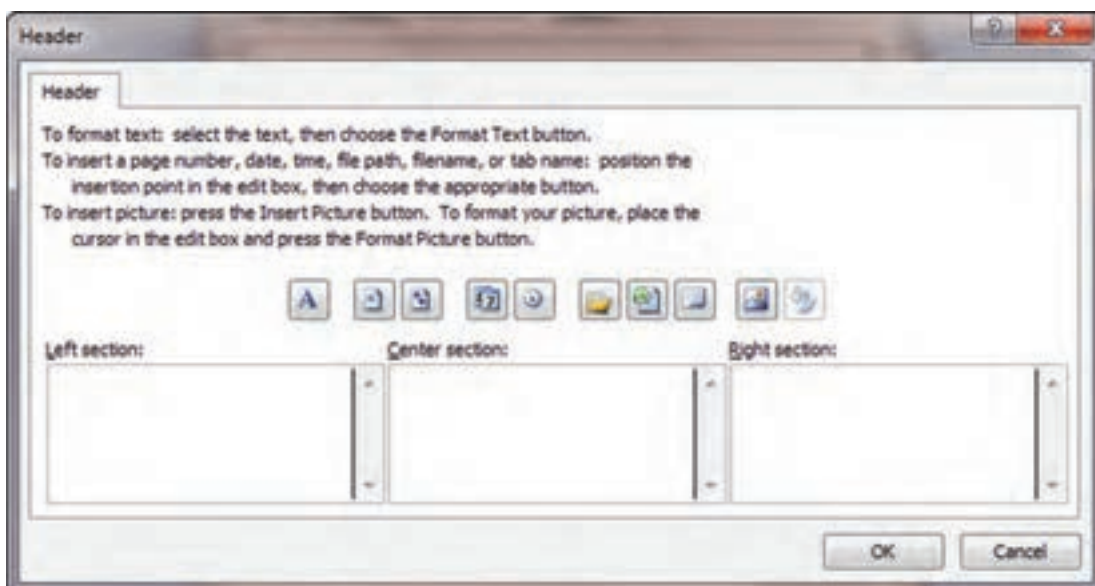 Header
Header
To format text: select the text, then choose the Format Text button.
To insert a page number, date, time, file path, filename, or tab name: position the
insertion point in the edit box, then choose the appropriate button.
To insert picture: press the Insert Picture button. To format your picture, place the
cursor in the edit box and press the Format Picture button.
A
Left section: Center section: Right section:
OK Cancel